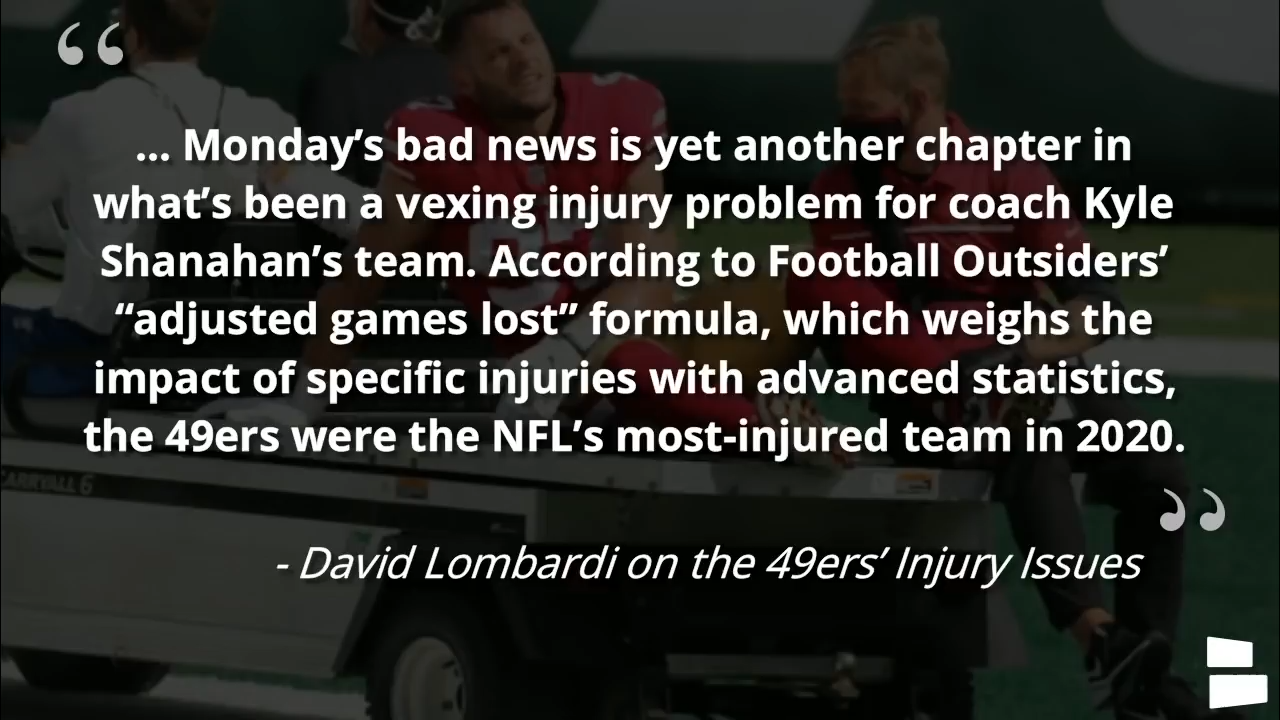 “
... Monday’s bad news is yet another chapter in
what’s been a vexing injury problem for coach Kyle
Shanahan’s team. According to Football Outsiders’
“adjusted games lost” formula, which weighs the
impact of specific injuries with advanced statistics,
the 49ers were the NFL’s most-injured team in 2020.
”
- David Lombardi on the 49ers’ Injury Issues
CARRYALL 6